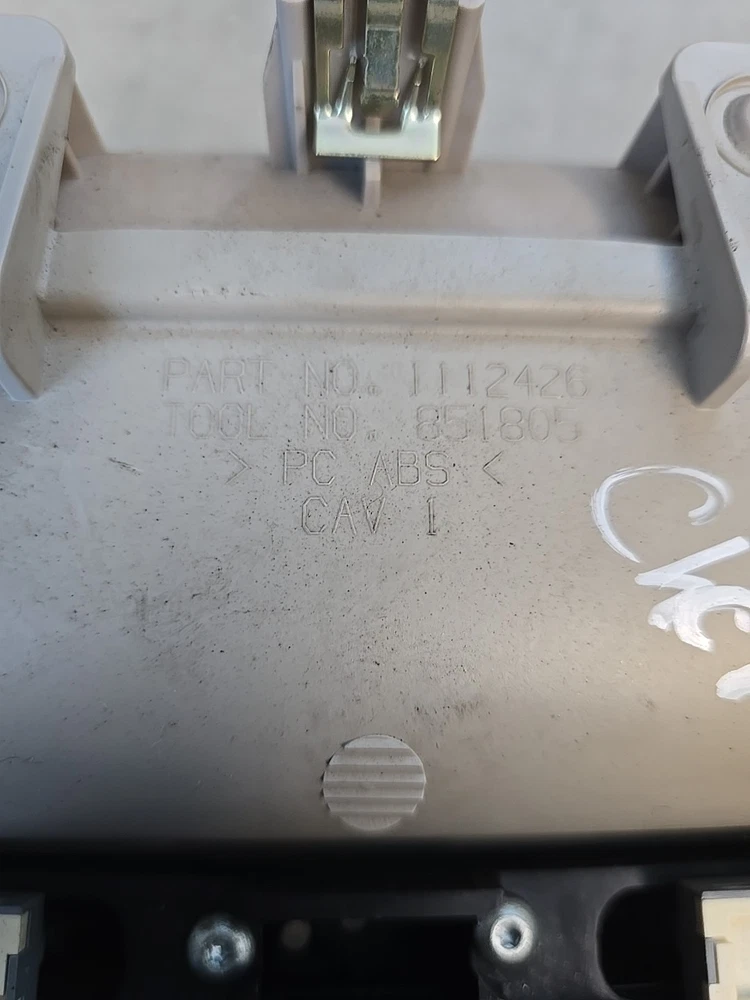 PART NO. 1112426
TOOL NO. 851805
> PC ABS <
CAV 1